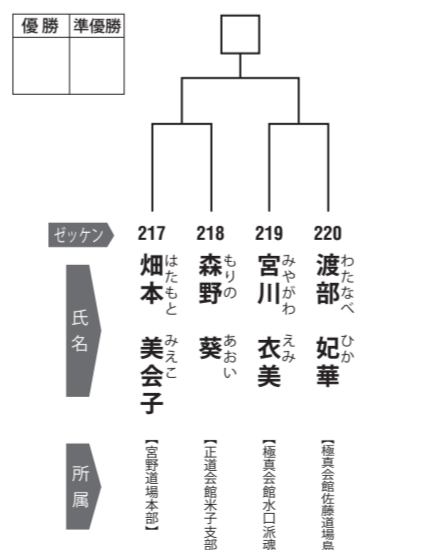 優勝 準優勝
ゼッケン 217 218 219 220
氏名
畑本 美会子
はたもと みえこ
森野 葵
もりの あおい
宮川 衣美
みやがわ えみ
渡部 妃華
わたなべ ひか
所属
【宮野道場本部】
【正道会館米子支部
【極真会館水口派魂
【極真会館佐藤道場島